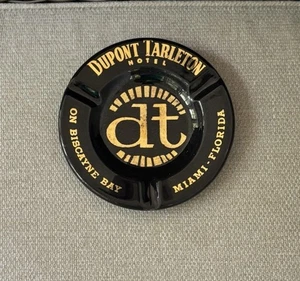 DUPONT TARLETON
HOTEL
dt
ON BISCAYNE BAY
MIAMI - FLORIDA